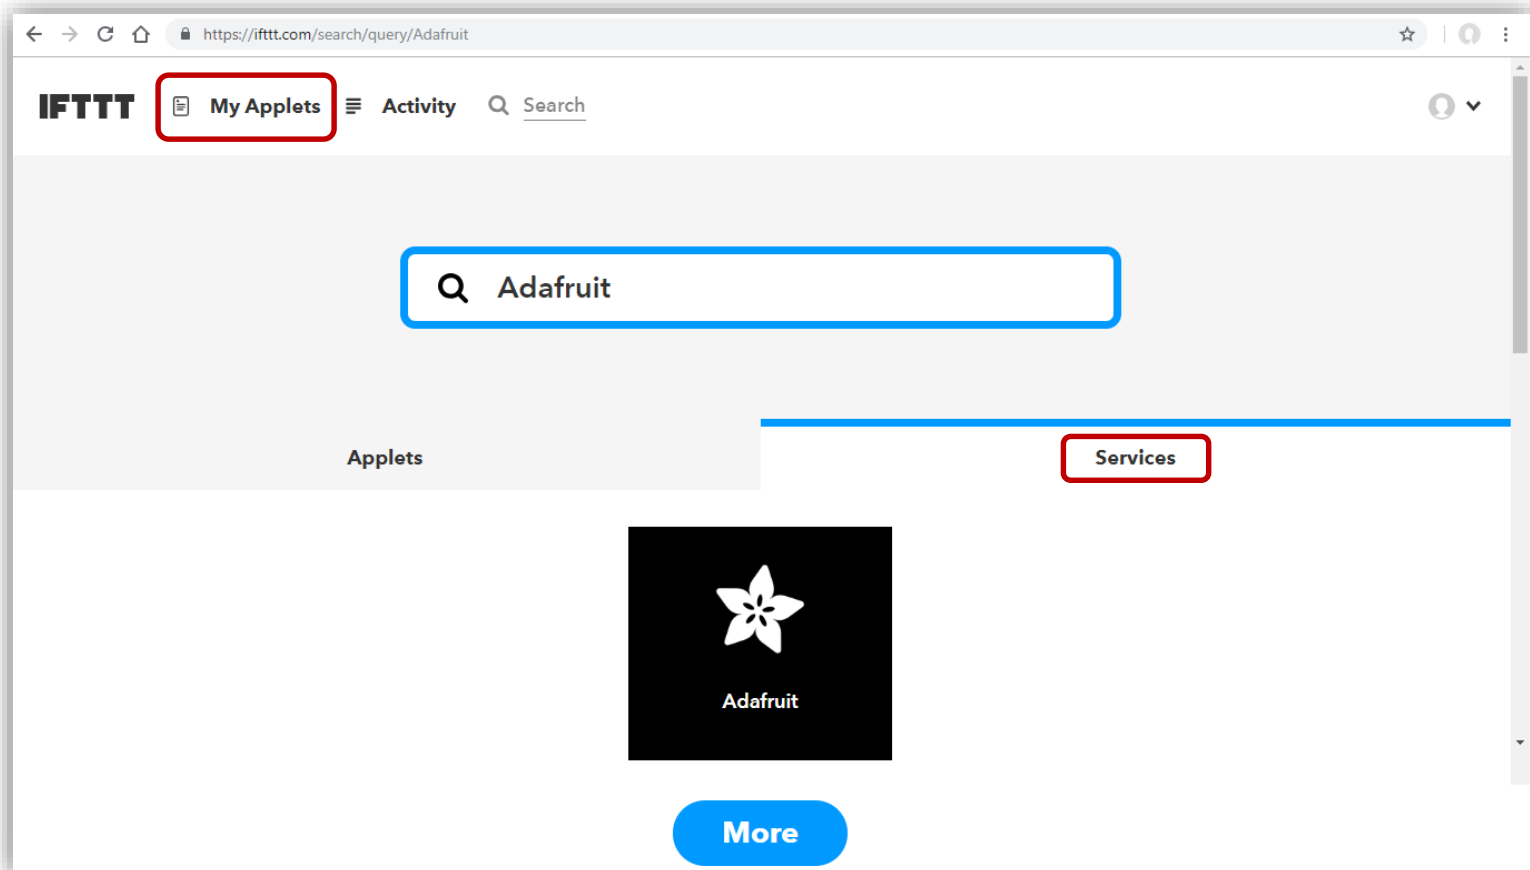 https://ifttt.com/search/query/Adafruit
IFTTT My Applets Activity Search
Adafruit
Applets Services
Adafruit
More